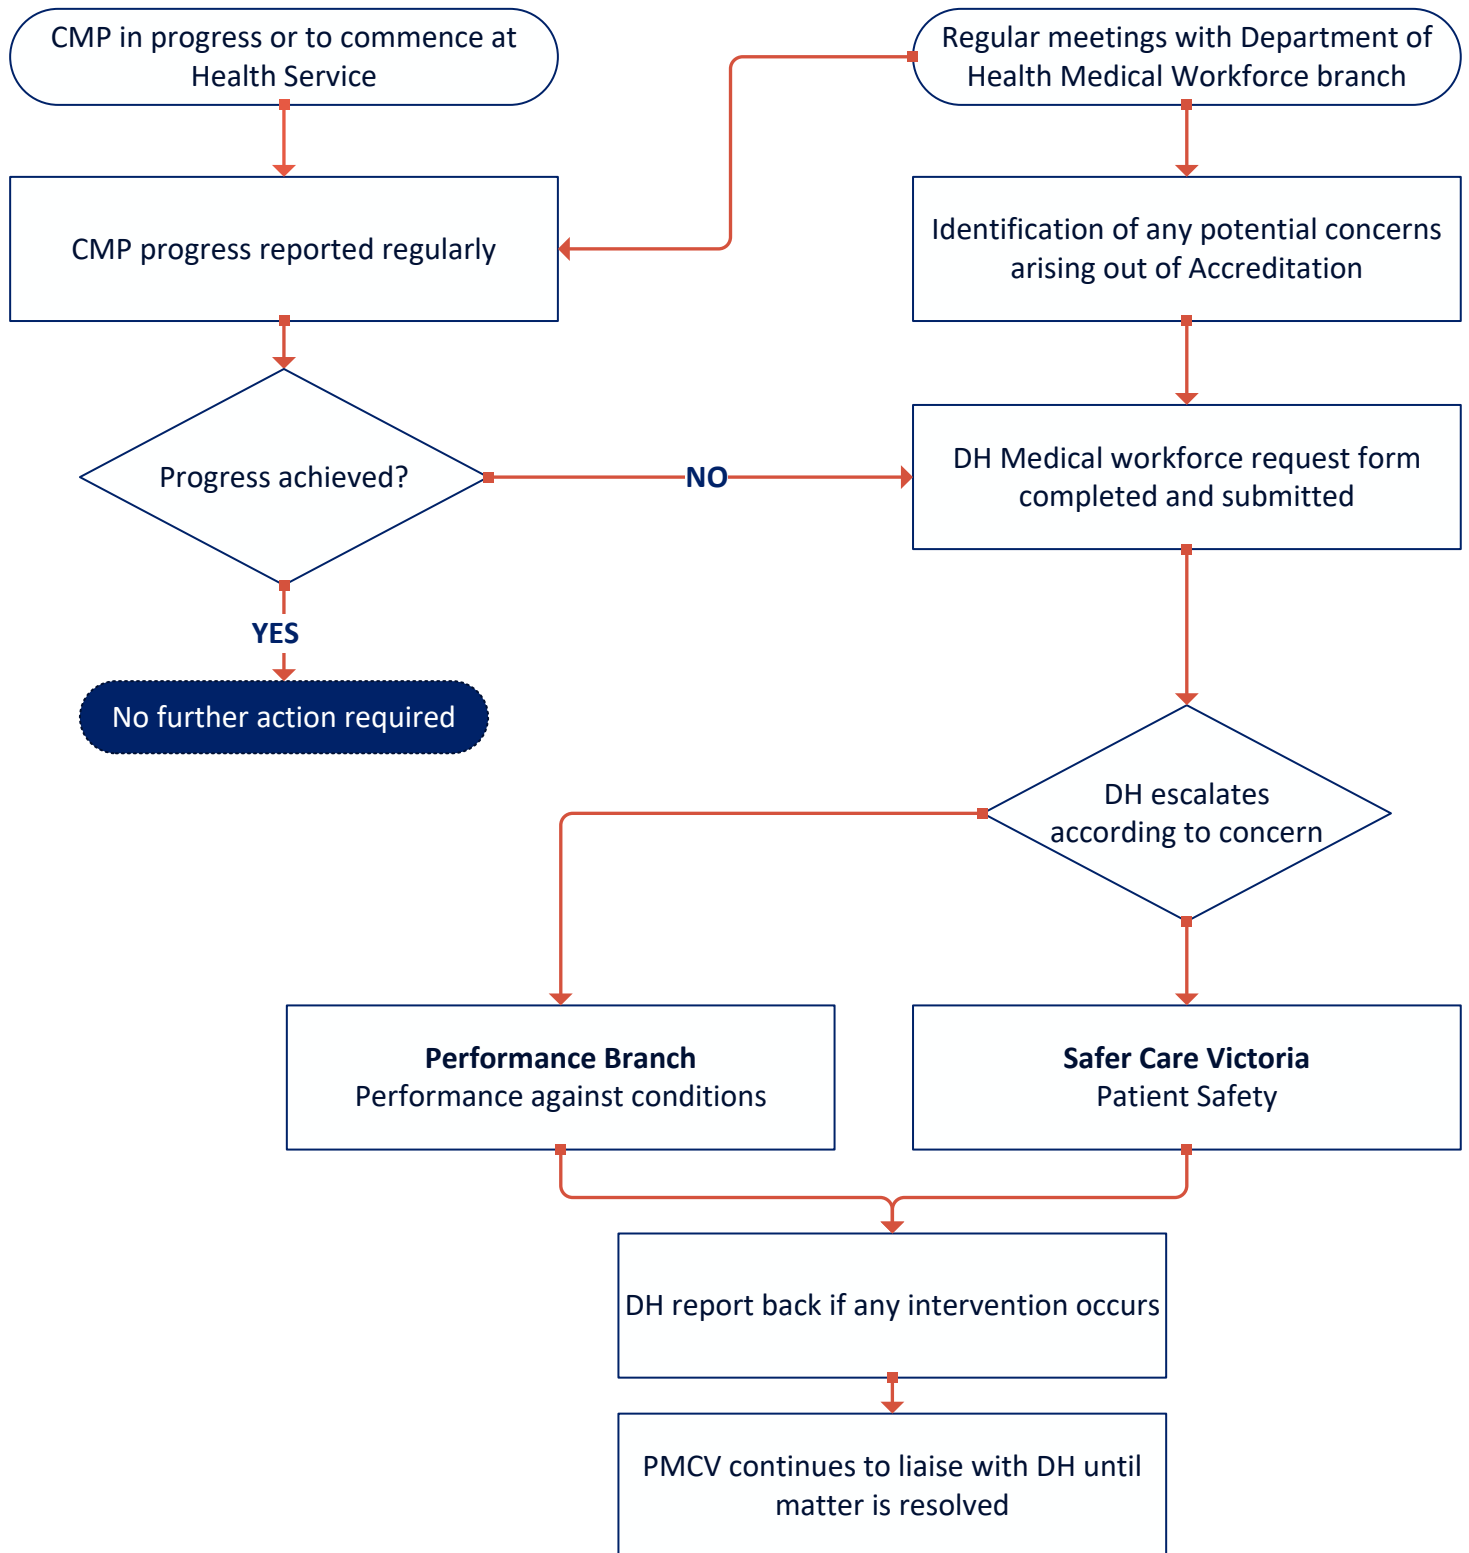 CMP in progress or to commence at
Health Service
Regular meetings with Department of
Health Medical Workforce branch
CMP progress reported regularly
Identification of any potential concerns
arising out of Accreditation
Progress achieved?
NO
DH Medical workforce request form
completed and submitted
YES
No further action required
DH escalates
according to concern
Performance Branch
Performance against conditions
Safer Care Victoria
Patient Safety
DH report back if any intervention occurs
PMCV continues to liaise with DH until
matter is resolved